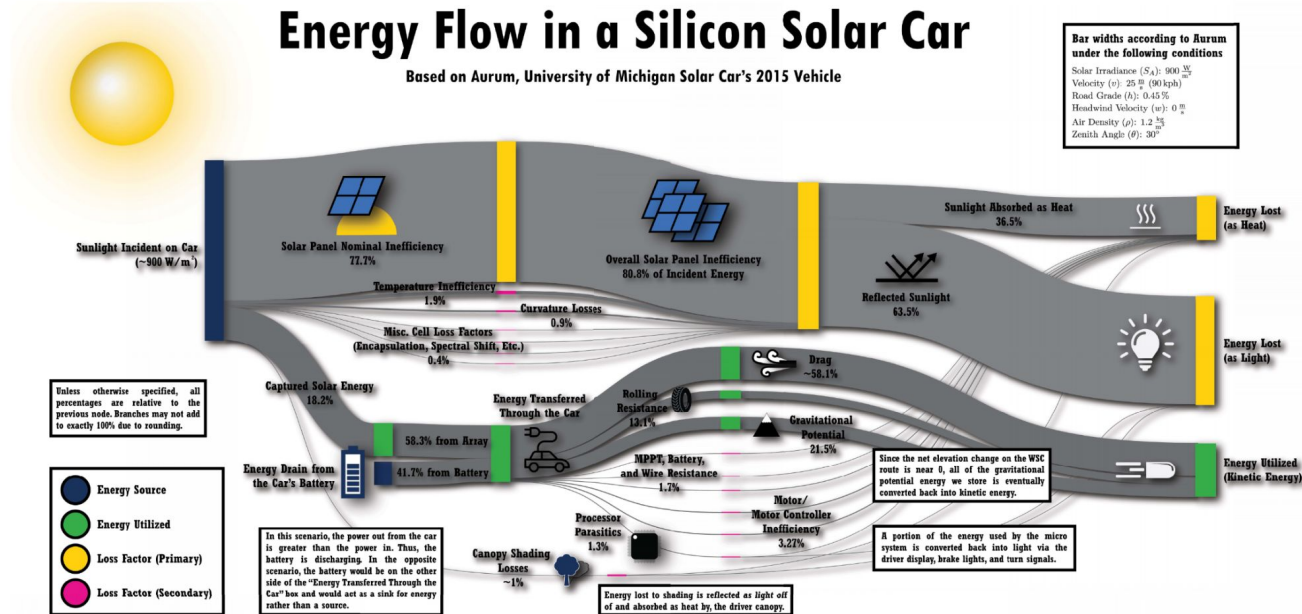 Energy Flow in a Silicon Solar Car
Based on Aurum, University of Michigan Solar Car's 2015 Vehicle
Bar widths according to Aurum
under the following conditions
Solar Irradiance (S_A): 900 W/m²
Velocity (v): 25 m/s (90 kph)
Road Grade (h): 0.45 %
Headwind Velocity (w): 0 m/s
Air Density (ρ): 1.2 kg/m³
Zenith Angle (θ): 30°
Sunlight Incident on Car
(~900 W/m²)
Solar Panel Nominal Inefficiency
77.7%
Overall Solar Panel Inefficiency
80.8% of Incident Energy
Sunlight Absorbed as Heat
36.5%
Energy Lost
(as Heat)
Reflected Sunlight
63.5%
Energy Lost
(as Light)
Temperature Inefficiency
1.9%
Curvature Losses
0.9%
Misc. Cell Loss Factors
(Encapsulation, Spectral Shift, Etc.)
0.4%
Captured Solar Energy
18.2%
Unless otherwise specified, all
percentages are relative to the
previous node. Branches may not add
to exactly 100% due to rounding.
Energy Transferred
Through the Car
58.3% from Array
41.7% from Battery
Energy Drain from
the Car's Battery
Drag
~58.1%
Rolling
Resistance
13.1%
Gravitational
Potential
21.5%
MPPT, Battery,
and Wire Resistance
1.7%
Motor/
Motor Controller
Inefficiency
3.27%
Processor
Parasitics
1.3%
Canopy Shading
Losses
~1%
Energy Utilized
(Kinetic Energy)
Since the net elevation change on the WSC
route is near 0, all of the gravitational
potential energy we store is eventually
converted back into kinetic energy.
A portion of the energy used by the micro
system is converted back into light via the
driver display, brake lights, and turn signals.
Energy lost to shading is reflected as light off
of and absorbed as heat by, the driver canopy.
In this scenario, the power out from the car
is greater than the power in. Thus, the
battery is discharging. In the opposite
scenario, the battery would be on the other
side of the "Energy Transferred Through the
Car" box and would act as a sink for energy
rather than a source.
Energy Source
Energy Utilized
Loss Factor (Primary)
Loss Factor (Secondary)